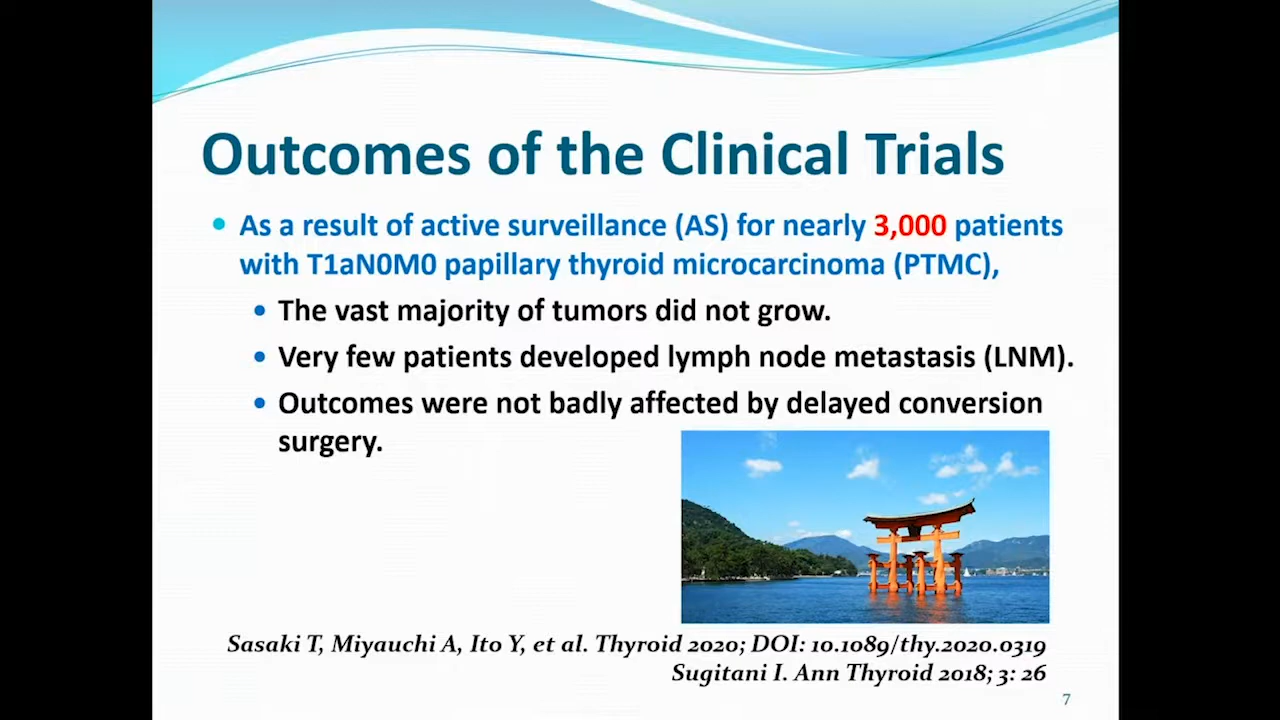 Outcomes of the Clinical Trials
As a result of active surveillance (AS) for nearly 3,000 patients
with T1aN0M0 papillary thyroid microcarcinoma (PTMC),
The vast majority of tumors did not grow.
Very few patients developed lymph node metastasis (LNM).
Outcomes were not badly affected by delayed conversion
surgery.
Sasaki T, Miyauchi A, Ito Y, et al. Thyroid 2020; DOI: 10.1089/thy.2020.0319
Sugitani I. Ann Thyroid 2018; 3: 26
7